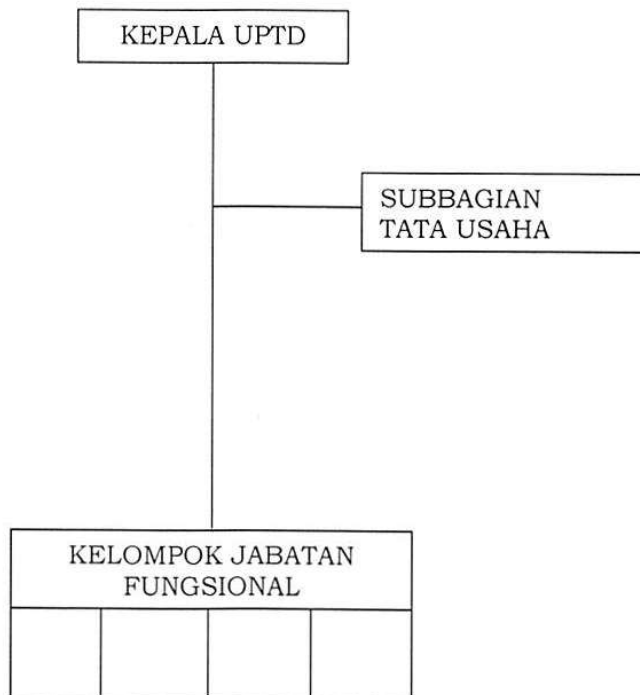 KEPALA UPTD
SUBBAGIAN
TATA USAHA
KELOMPOK JABATAN
FUNGSIONAL